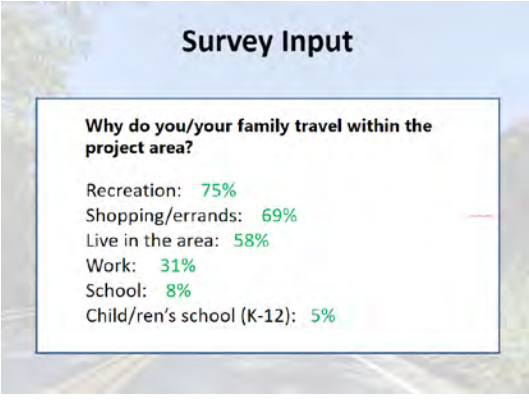 Survey Input
Why do you/your family travel within the
project area?
Recreation: 75%
Shopping/errands: 69%
Live in the area: 58%
Work: 31%
School: 8%
Child/ren's school (K-12): 5%